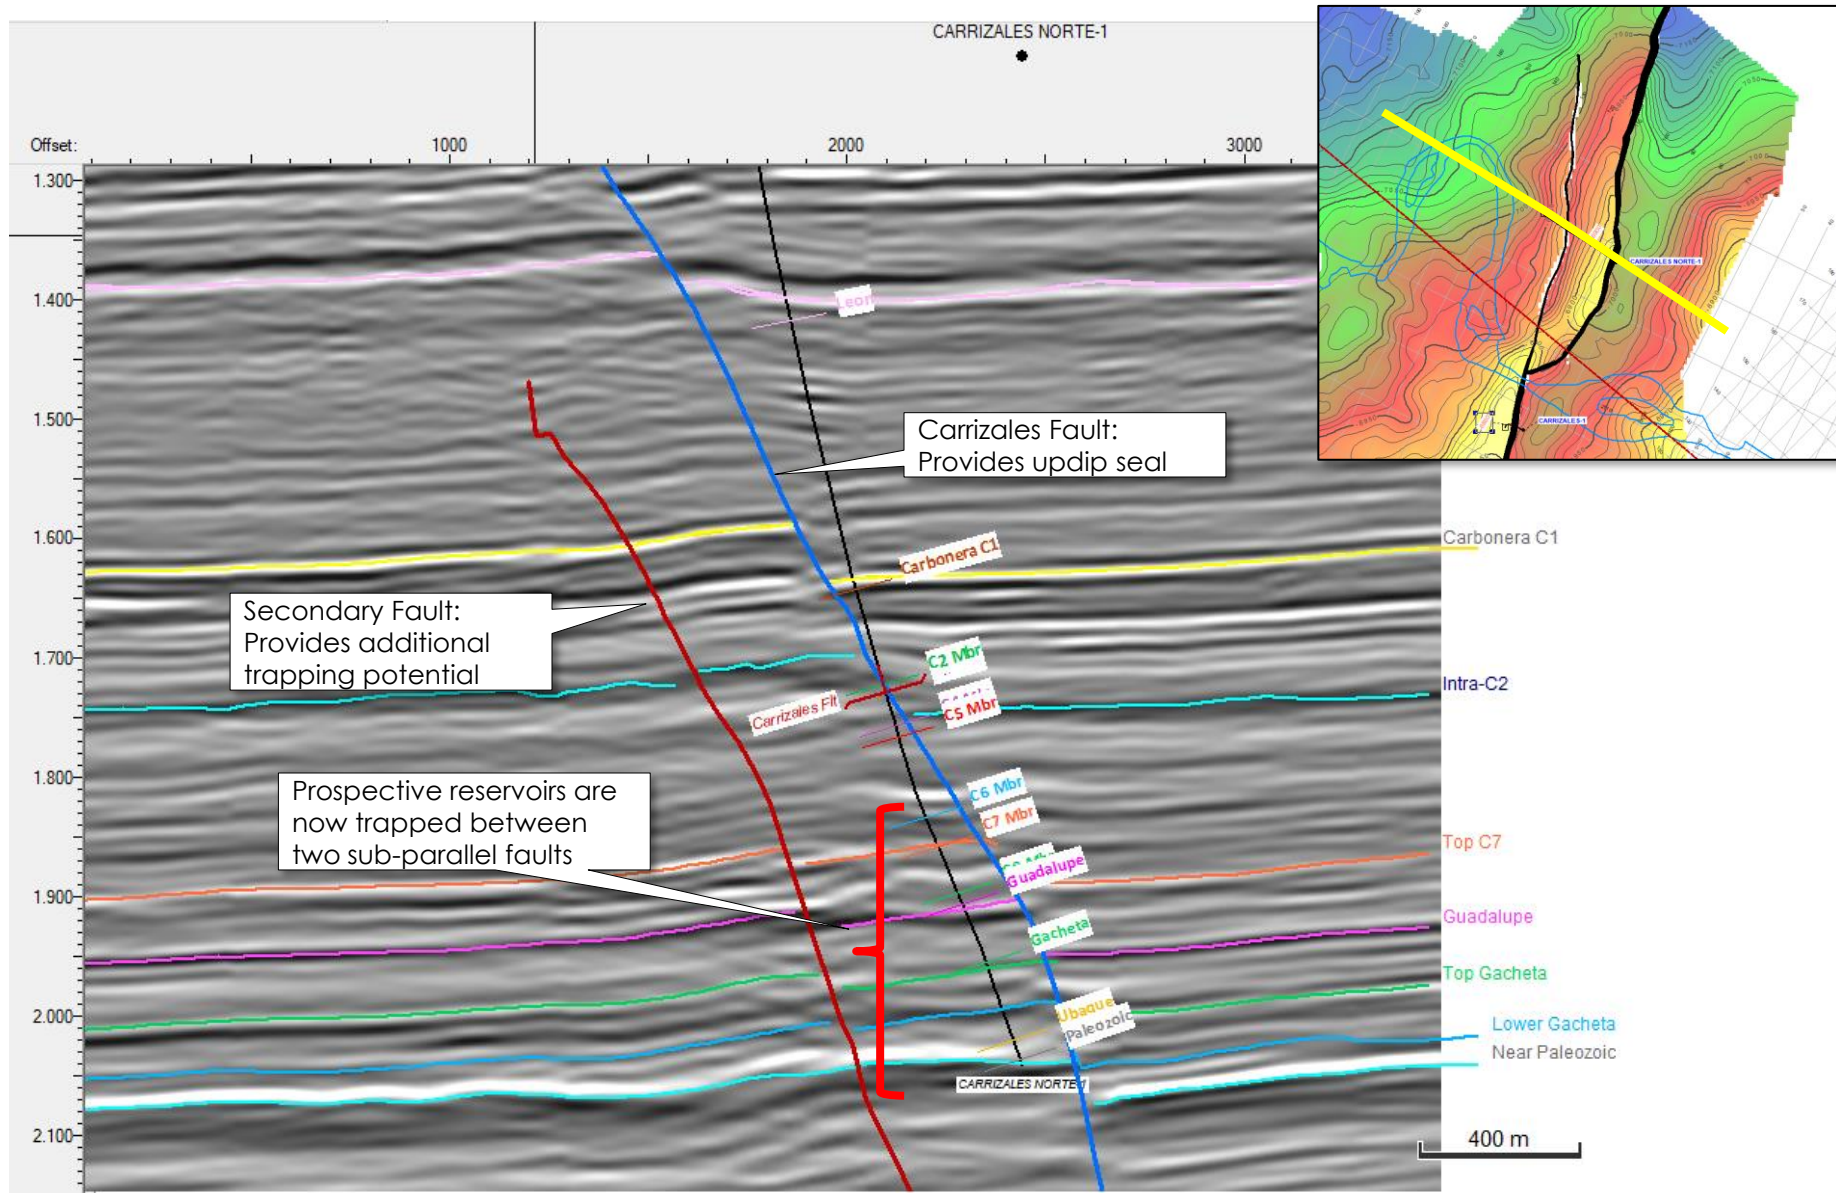 CARRIZALES NORTE-1
Offset:
1000
2000
3000
1.300
1.400
1.500
1.600
1.700
1.800
1.900
2.000
2.100
Leon
Carrizales Fault:
Provides updip seal
Carbonera C1
Secondary Fault:
Provides additional
trapping potential
C2 Mbr
C5 Mbr
Carrizales Flt
Prospective reservoirs are
now trapped between
two sub-parallel faults
C6 Mbr
C7 Mbr
Guadalupe
Gacheta
Ubaque
Paleozoic
CARRIZALES NORTE-1
Carbonera C1
Intra-C2
Top C7
Guadalupe
Top Gacheta
Lower Gacheta
Near Paleozoic
400 m
CARRIZALES NORTE-1
CARRIZALES-1